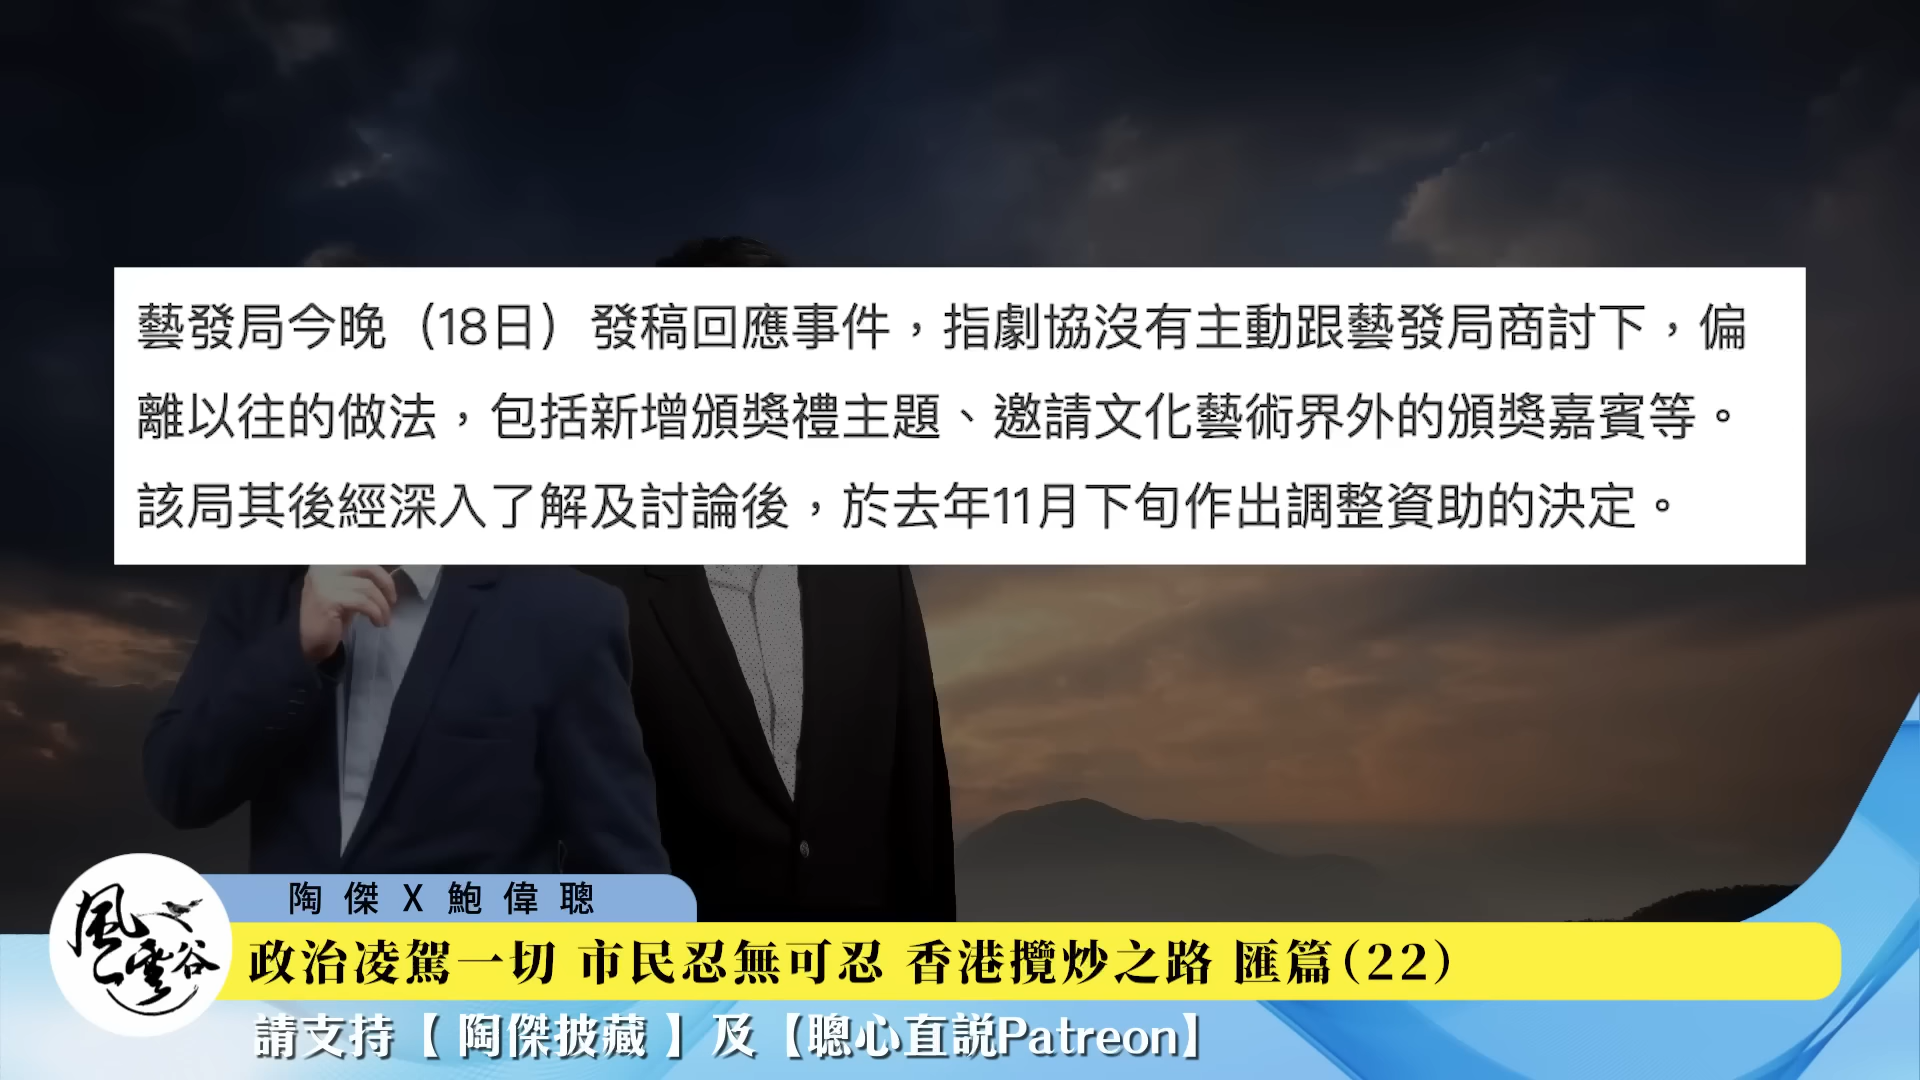 藝發局今晚（18日）發稿回應事件，指劇協沒有主動跟藝發局商討下，偏
離以往的做法，包括新增頒獎禮主題、邀請文化藝術界外的頒獎嘉賓等。
該局其後經深入了解及討論後，於去年11月下旬作出調整資助的決定。
陶傑X鮑偉聰
風雲谷
政治凌駕一切 市民忍無可忍 香港攬炒之路 匯篇(22)
請支持【陶傑披藏】及【聰心直説Patreon】